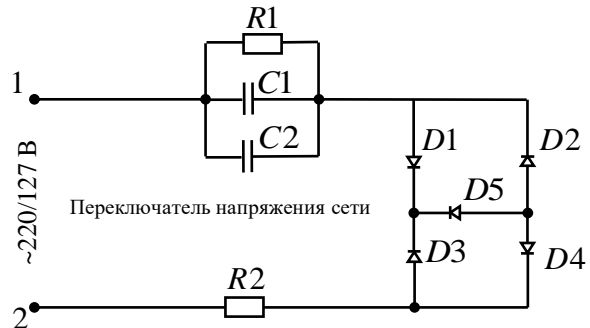 R1
1
C1
C2
D1
D2
~220/127 В
Переключатель напряжения сети
D5
D3
D4
R2
2